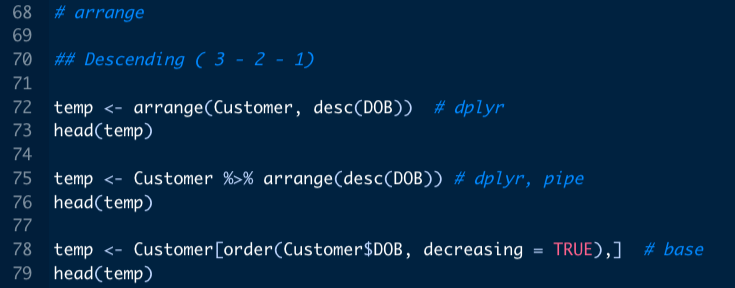 68 # arrange
69
70 ## Descending ( 3 - 2 - 1)
71
72 temp <- arrange(Customer, desc(DOB))  # dplyr
73 head(temp)
74
75 temp <- Customer %>% arrange(desc(DOB)) # dplyr, pipe
76 head(temp)
77
78 temp <- Customer[order(Customer$DOB, decreasing = TRUE),]  # base
79 head(temp)